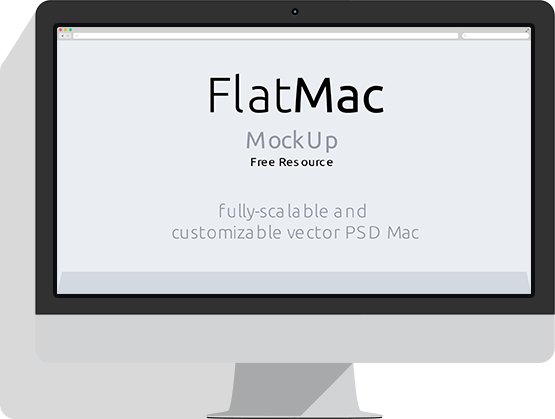 FlatMac
MockUp
Free Resource
fully-scalable and
customizable vector PSD Mac